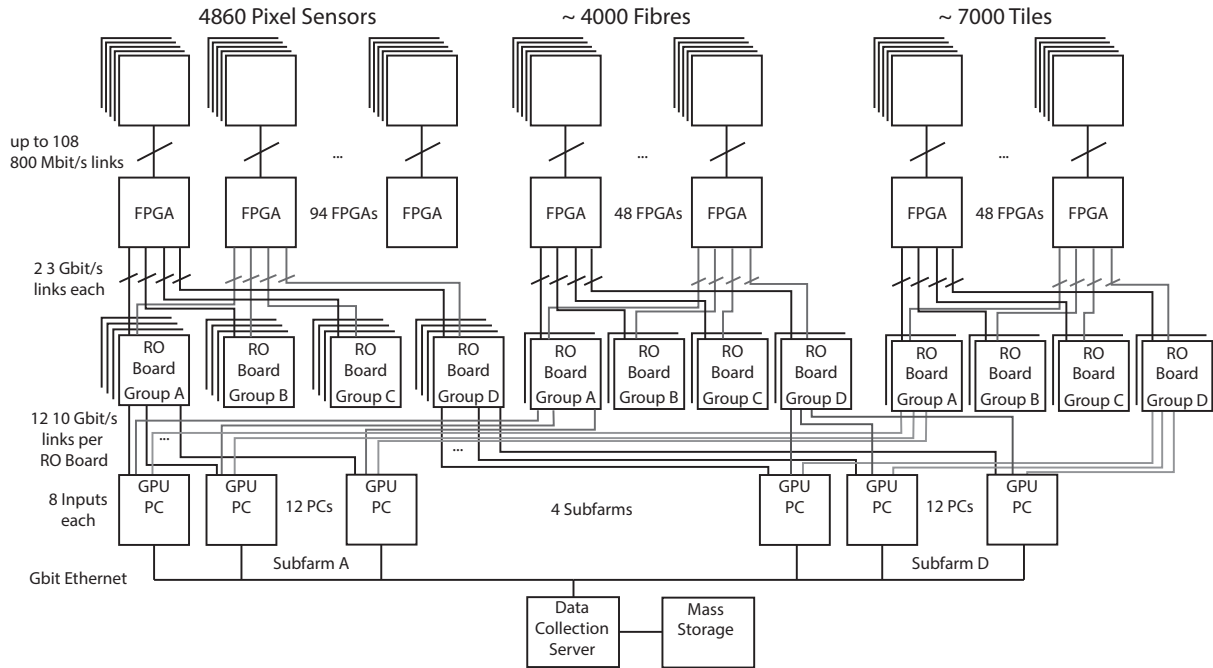 4860 Pixel Sensors
~ 4000 Fibres
~ 7000 Tiles
up to 108
800 Mbit/s links
...
...
...
FPGA
FPGA
94 FPGAs
FPGA
FPGA
48 FPGAs
FPGA
FPGA
48 FPGAs
FPGA
2 3 Gbit/s
links each
RO
Board
Group A
RO
Board
Group B
RO
Board
Group C
RO
Board
Group D
RO
Board
Group A
RO
Board
Group B
RO
Board
Group C
RO
Board
Group D
RO
Board
Group A
RO
Board
Group B
RO
Board
Group C
RO
Board
Group D
12 10 Gbit/s
links per
RO Board
...
...
8 Inputs
each
GPU
PC
GPU
PC
12 PCs
GPU
PC
4 Subfarms
GPU
PC
GPU
PC
12 PCs
GPU
PC
Subfarm A
Subfarm D
Gbit Ethernet
Data
Collection
Server
Mass
Storage